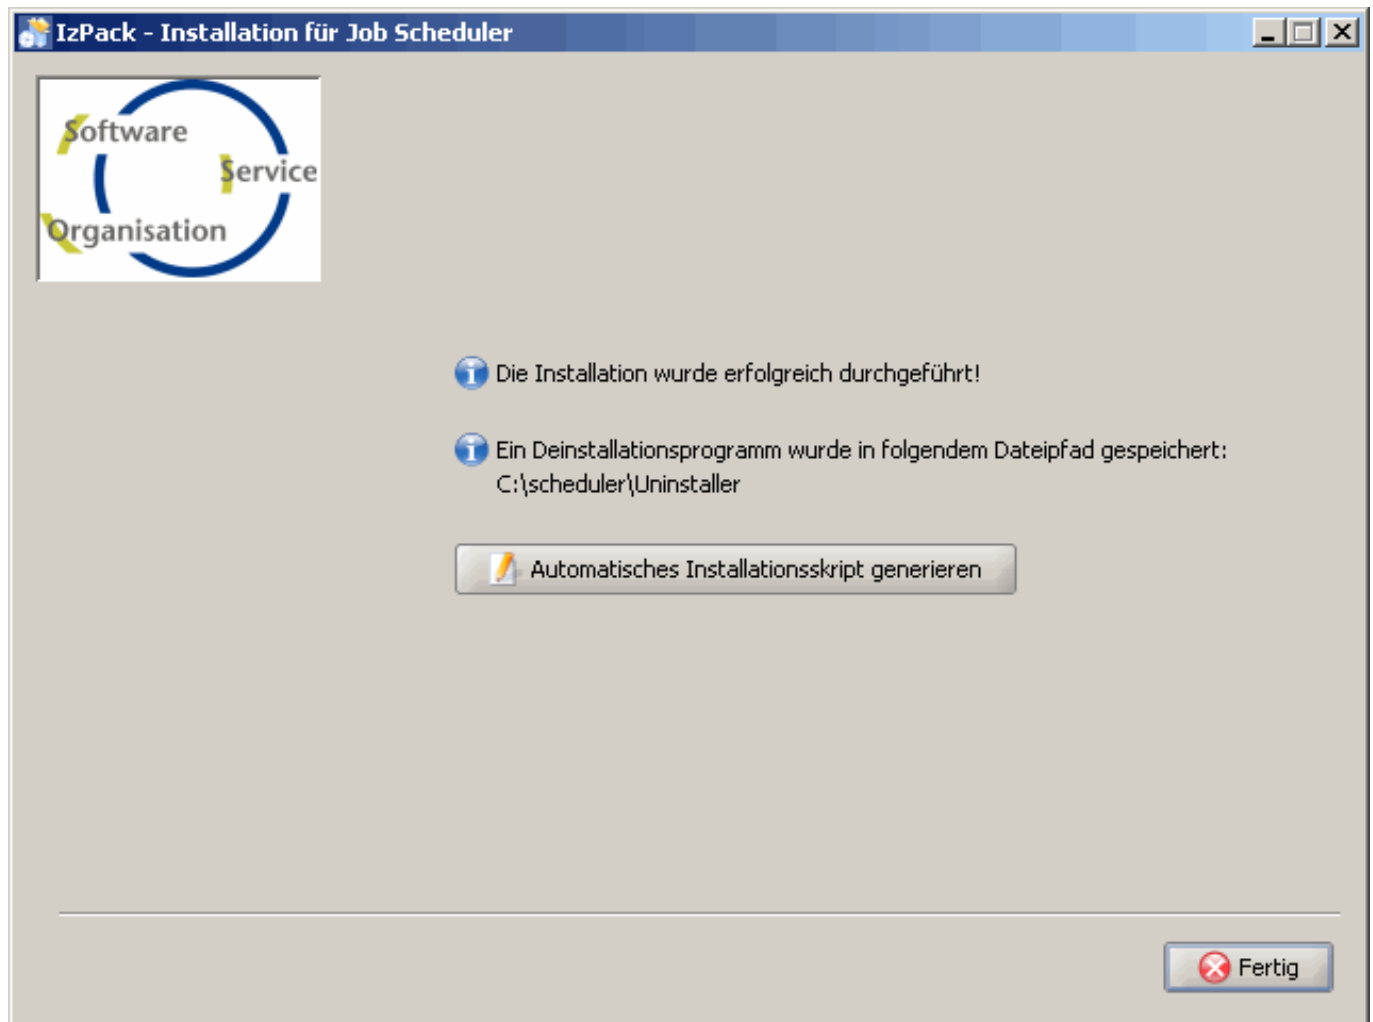 IzPack - Installation für Job Scheduler
Software
Service
Organisation
Die Installation wurde erfolgreich durchgeführt!
Ein Deinstallationsprogramm wurde in folgendem Dateipfad gespeichert:
C:\scheduler\Uninstaller
Automatisches Installationsskript generieren
Fertig